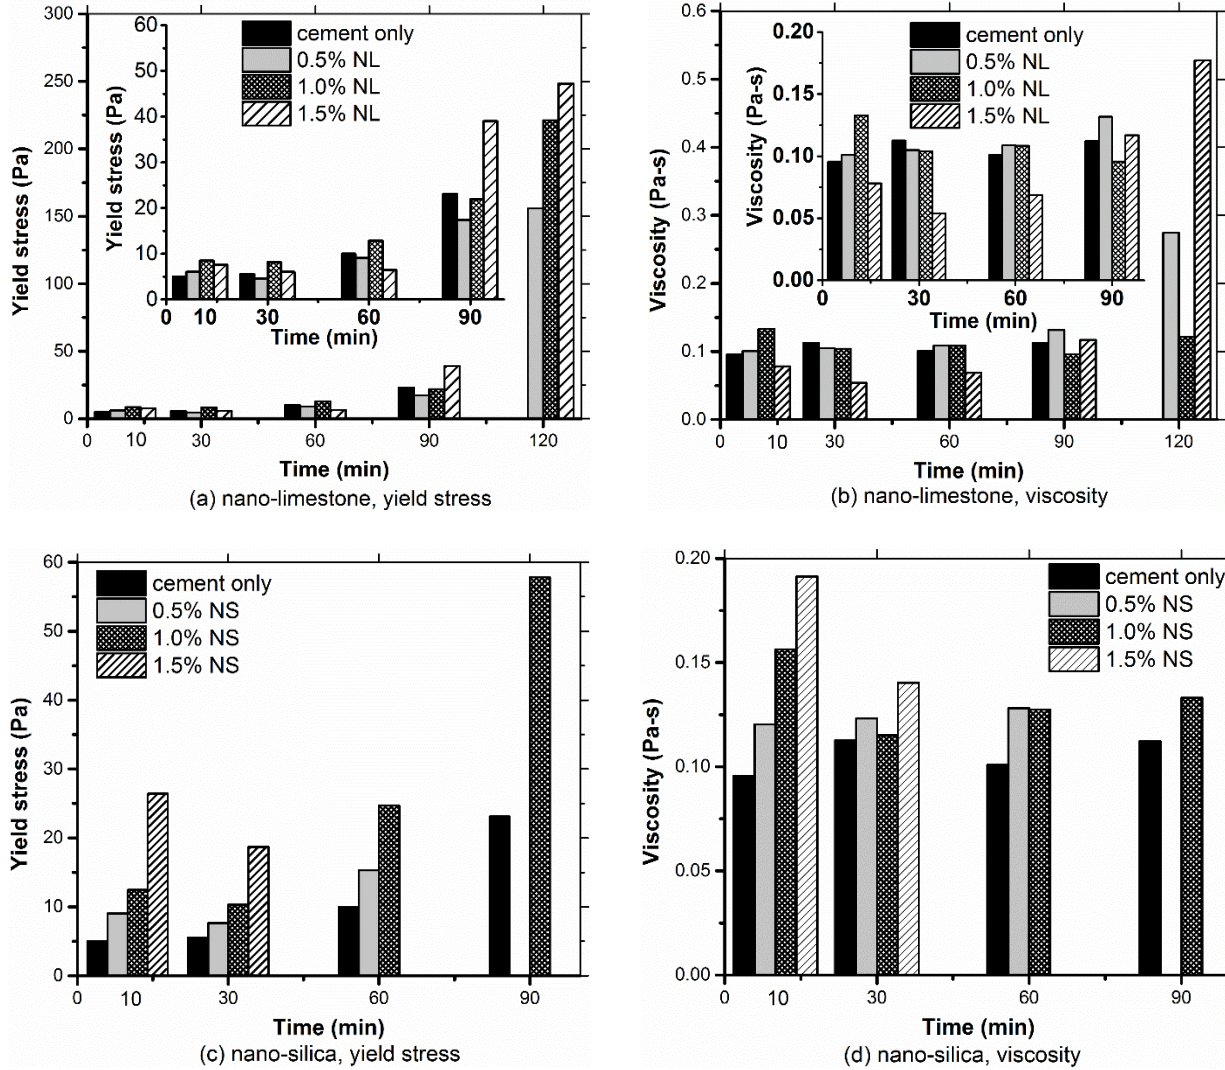 300
250
200
150
100
50
0
Yield stress (Pa)
60
50
40
30
20
10
0
Yield stress (Pa)
cement only
0.5% NL
1.0% NL
1.5% NL
0 10 30 60 90
Time (min)
0 10 30 60 90 120
Time (min)
(a) nano-limestone, yield stress
0.6
0.5
0.4
0.3
0.2
0.1
0.0
Viscosity (Pa-s)
0.20
0.15
0.10
0.05
0.00
Viscosity (Pa-s)
cement only
0.5% NL
1.0% NL
1.5% NL
0 10 30 60 90
Time (min)
0 10 30 60 90 120
Time (min)
(b) nano-limestone, viscosity
60
50
40
30
20
10
0
Yield stress (Pa)
cement only
0.5% NS
1.0% NS
1.5% NS
0 10 30 60 90
Time (min)
(c) nano-silica, yield stress
0.20
0.15
0.10
0.05
0.00
Viscosity (Pa-s)
cement only
0.5% NS
1.0% NS
1.5% NS
0 10 30 60 90
Time (min)
(d) nano-silica, viscosity